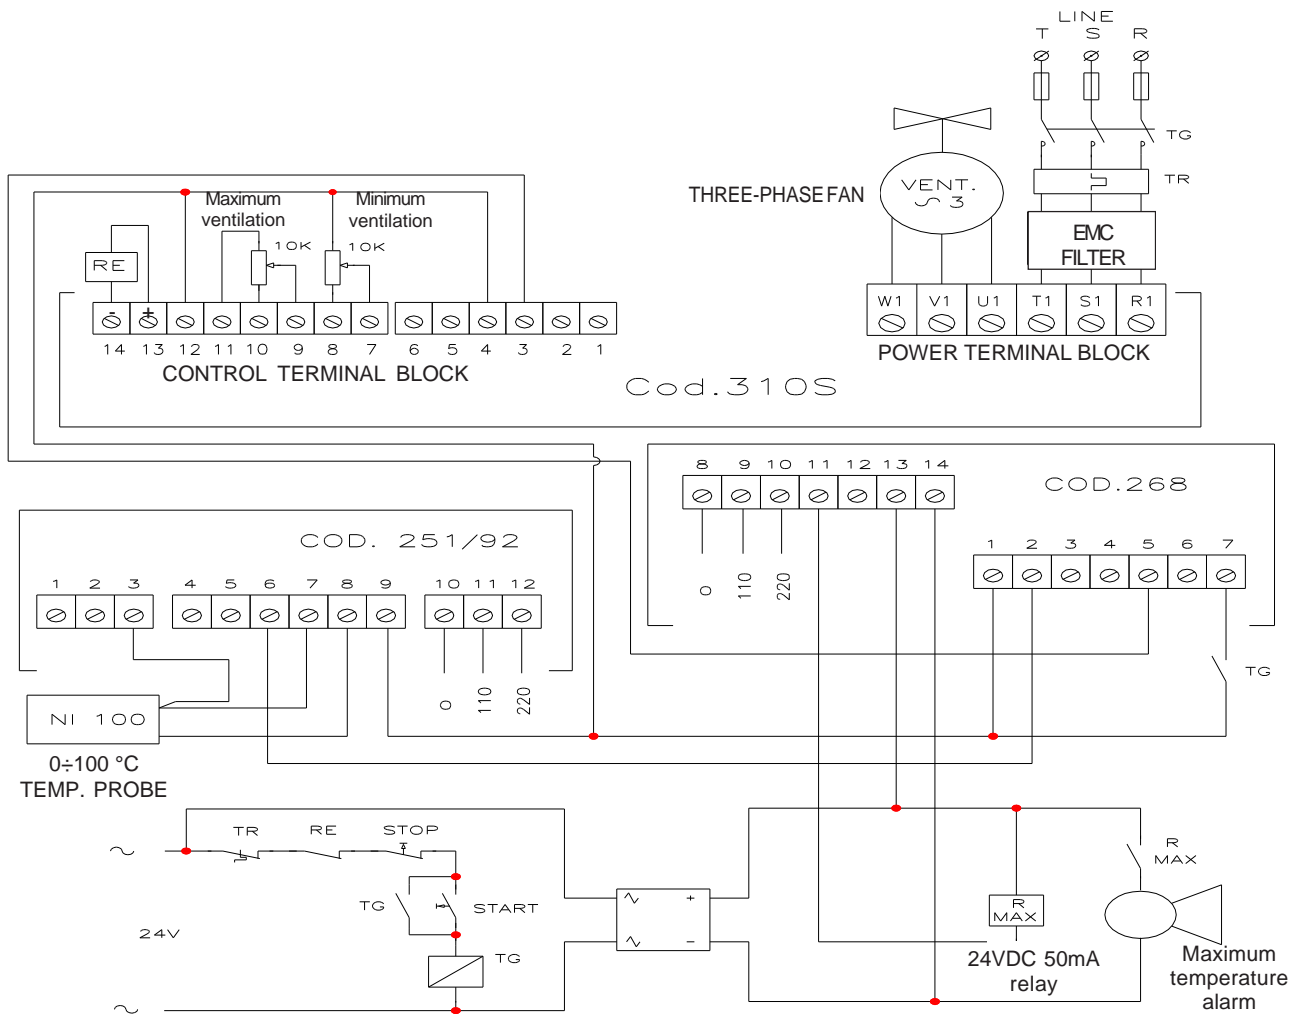 LINE
T S R
TG
TR
Maximum
ventilation
Minimum
ventilation
THREE-PHASE FAN
VENT.
3
EMC
FILTER
10K
10K
RE
W1 V1 U1 T1 S1 R1
- +
14 13 12 11 10 9 8 7 6 5 4 3 2 1
POWER TERMINAL BLOCK
CONTROL TERMINAL BLOCK
Cod.310S
8 9 10 11 12 13 14
COD.268
COD. 251/92
1 2 3 4 5 6 7
0 110 220
1 2 3 4 5 6 7 8 9 10 11 12
TG
0 110 220
NI 100
0÷100 °C
TEMP. PROBE
TR RE STOP
~
R
MAX
TG START
+
R
MAX
24V
-
TG
24VDC 50mA
relay
Maximum
temperature
alarm
~